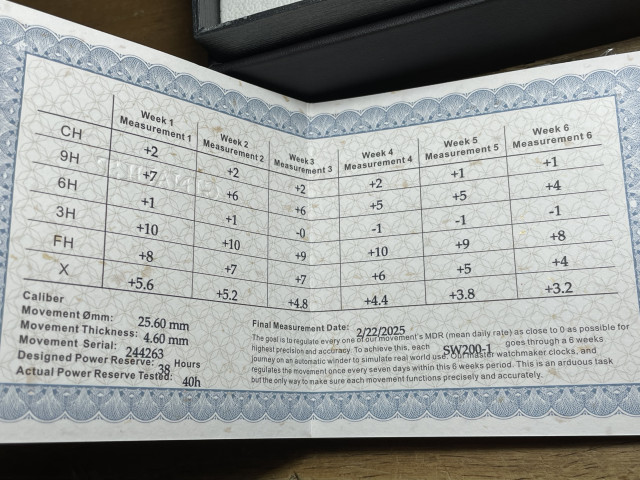 Week 1 Measurement 1 Week 2 Measurement 2 Week 3 Measurement 3 Week 4 Measurement 4 Week 5 Measurement 5 Week 6 Measurement 6
CH +2 +2 +2 +2 +1 +1
9H +7 +6 +6 +5 +5 +4
6H +1 +1 -0 -1 -1 -1
3H +10 +10 +9 +10 +9 +8
FH +8 +7 +7 +6 +5 +4
X +5.6 +5.2 +4.8 +4.4 +3.8 +3.2
Caliber
Movement Ømm: 25.60 mm
Movement Thickness: 4.60 mm
Movement Serial: 244263
Designed Power Reserve: 38 Hours
Actual Power Reserve Tested: 40h
Final Measurement Date: 2/22/2025
The goal is to regulate every one of our movement's MDR (mean daily rate) as close to 0 as possible for
highest precision and accuracy. To achieve this, each SW200-1 goes through a 6 weeks
journey on an automatic winder to simulate real world use. Our master watchmaker clocks, and
regulates the movement once every seven days within this 6 weeks period. This is an arduous task
but the only way to make sure each movement functions precisely and accurately.